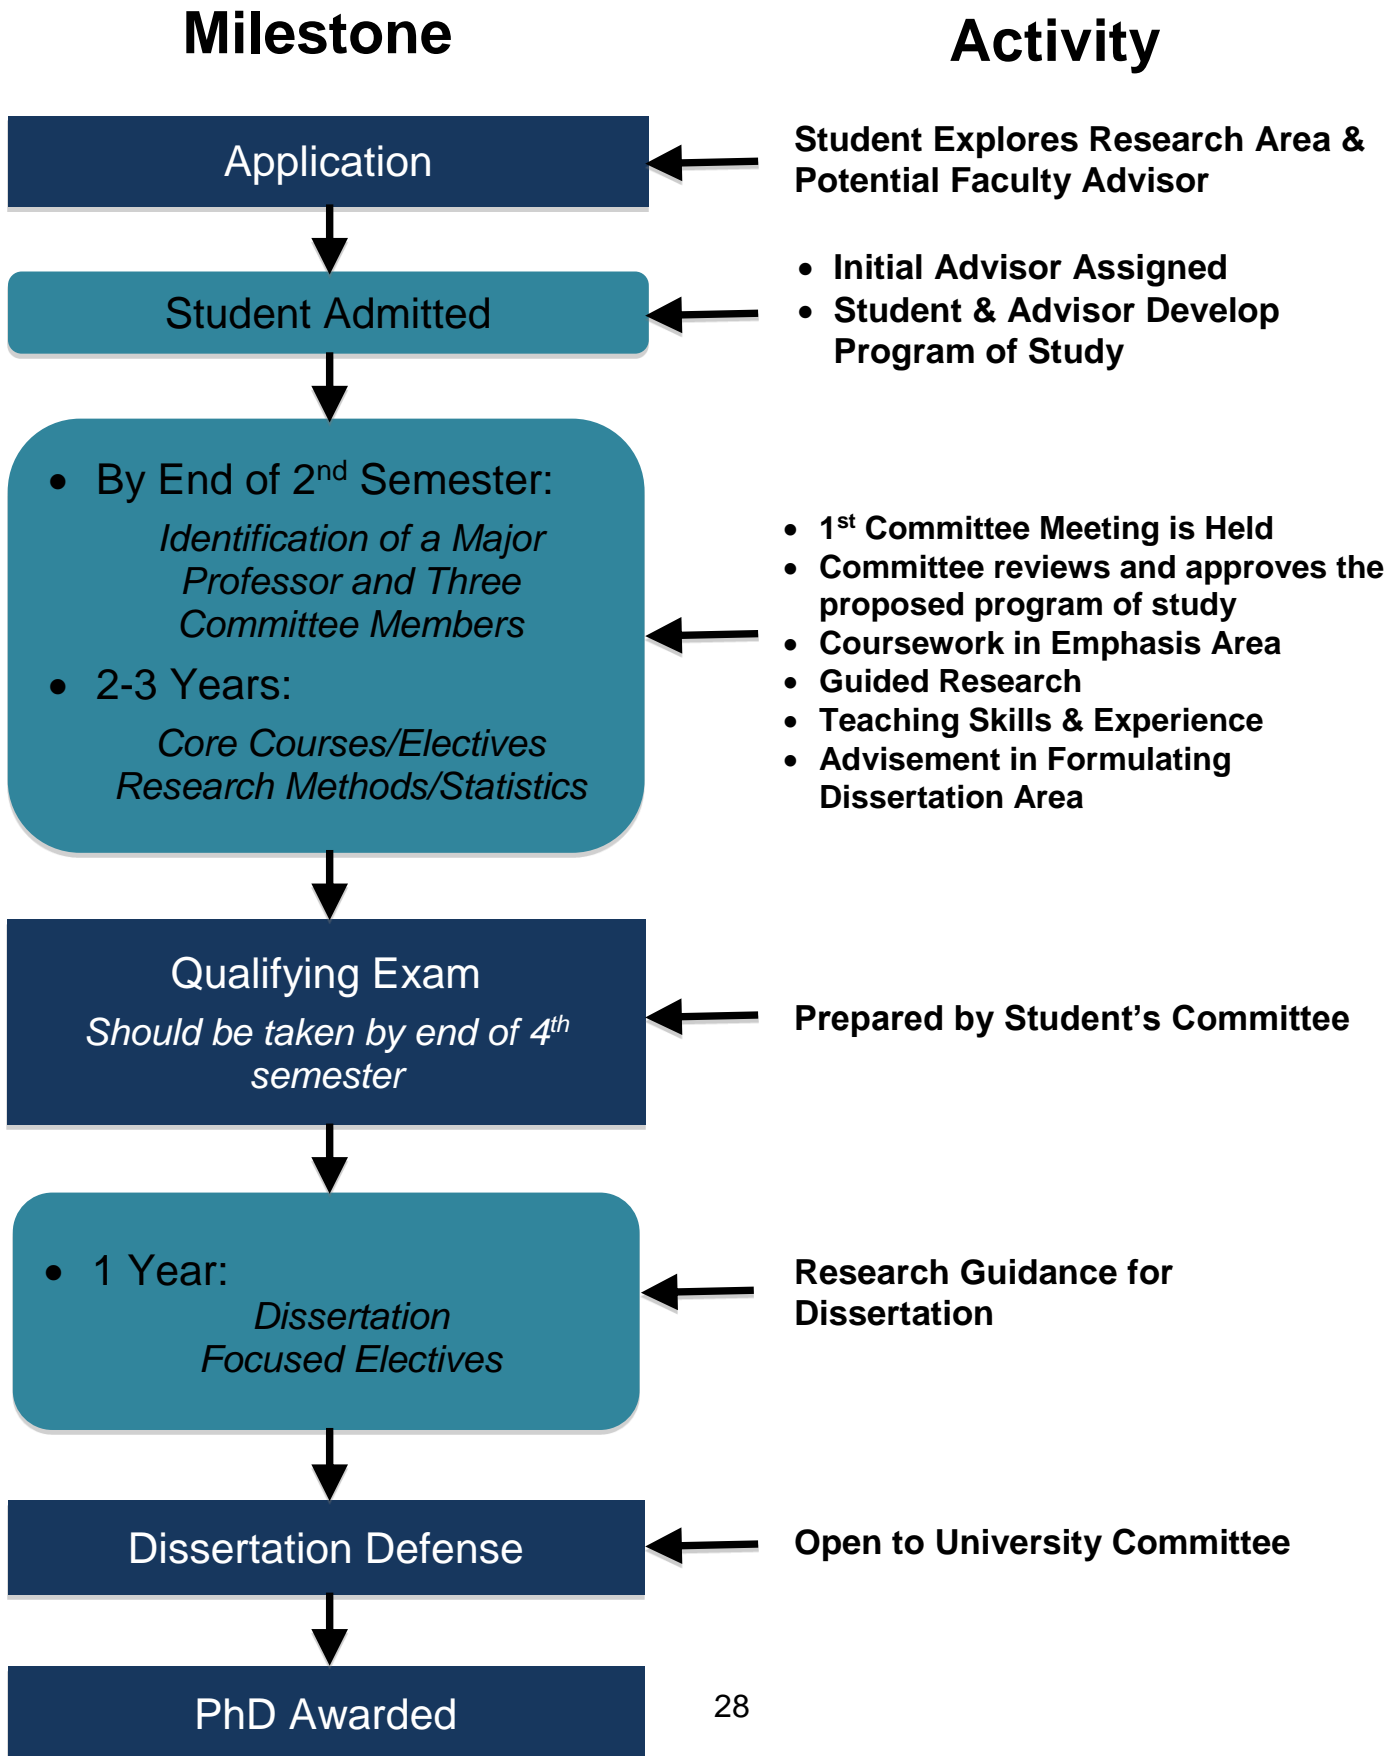 Milestone
Activity
Application
Student Explores Research Area &
Potential Faculty Advisor
Student Admitted
• Initial Advisor Assigned
• Student & Advisor Develop
Program of Study
• By End of 2nd Semester:
Identification of a Major
Professor and Three
Committee Members
• 2-3 Years:
Core Courses/Electives
Research Methods/Statistics
• 1st Committee Meeting is Held
• Committee reviews and approves the
proposed program of study
• Coursework in Emphasis Area
• Guided Research
• Teaching Skills & Experience
• Advisement in Formulating
Dissertation Area
Qualifying Exam
Should be taken by end of 4th
semester
Prepared by Student’s Committee
• 1 Year:
Dissertation
Focused Electives
Research Guidance for
Dissertation
Dissertation Defense
Open to University Committee
PhD Awarded
28